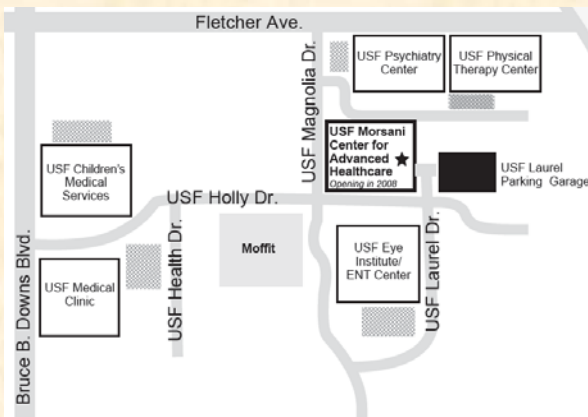 Fletcher Ave.
USF Psychiatry
Center
USF Physical
Therapy Center
USF Magnolia Dr.
USF Morsani
Center for
Advanced
Healthcare
Opening in 2008
USF Laurel
Parking Garage
USF Children's
Medical
Services
USF Holly Dr.
Moffit
USF Health Dr.
USF Eye
Institute/
ENT Center
USF Laurel Dr.
USF Medical
Clinic
Bruce B. Downs Blvd.